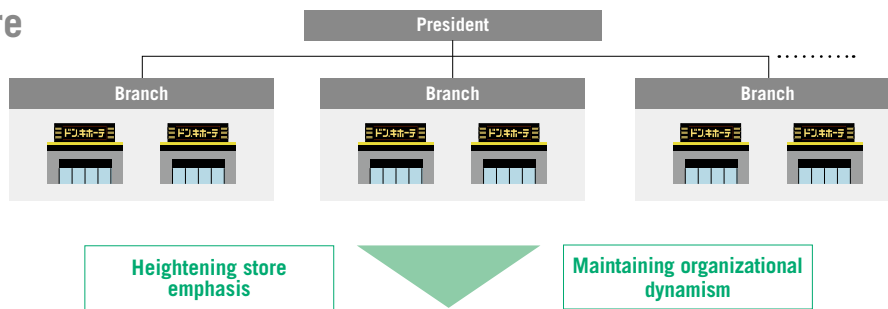 re
President
Branch
Branch
Branch
ドン.キホーテ
ドン.キホーテ
ドン.キホーテ
ドン.キホーテ
ドン.キホーテ
ドン.キホーテ
Heightening store
emphasis
Maintaining organizational
dynamism